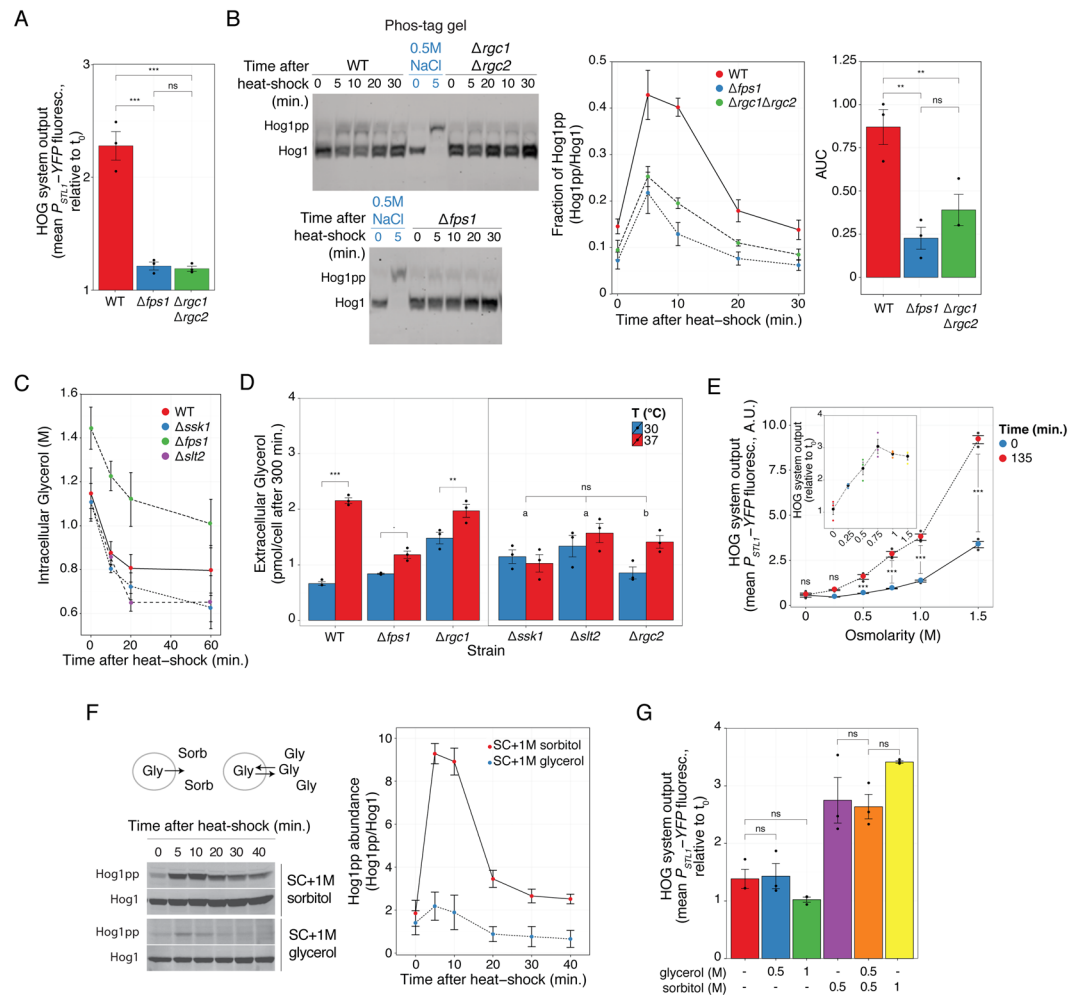 A
HOG system output
(mean P_STL1–YFP fluoresc.,
relative to t0)
3
2
1
***
***
ns
WT
Δfps1
Δrgc1
Δrgc2
B
Phos-tag gel
Time after
heat-shock
(min.)
WT
0.5M
NaCl
Δrgc1
Δrgc2
0 5 10 20 30 0 5 0 5 10 20 30
Hog1pp
Hog1
Time after
heat-shock
(min.)
0.5M
NaCl
Δfps1
0 5 0 5 10 20 30
Hog1pp
Hog1
Fraction of Hog1pp
(Hog1pp/Hog1)
0.5
0.4
0.3
0.2
0.1
0
WT
Δfps1
Δrgc1Δrgc2
0 10 20 30
Time after heat–shock (min.)
AUC
1.25
1.00
0.75
0.50
0.25
0
**
**
ns
WT
Δfps1
Δrgc1
Δrgc2
C
Intracellular Glycerol (M)
1.6
1.4
1.2
1.0
0.8
0.6
WT
Δssk1
Δfps1
Δslt2
0 20 40 60
Time after heat–shock (min.)
D
Extracellular Glycerol
(pmol/cell after 300 min.)
4
3
2
1
0
T (°C)
30
37
***
.
**
ns
a
a
b
WT Δfps1 Δrgc1 Δssk1 Δslt2 Δrgc2
Strain
E
HOG system output
(mean P_STL1–YFP fluoresc., A.U.)
10.0
7.5
5.0
2.5
0
HOG system output
(relative to t0)
4
3
2
1
0
0 0.25 0.5 0.75 1 1.5
Time (min.)
0
135
ns
ns
***
***
***
***
0 0.5 1.0 1.5
Osmolarity (M)
F
Gly
Sorb
Sorb
Gly
Gly
Gly
Gly
Time after heat-shock (min.)
0 5 10 20 30 40
Hog1pp
Hog1
SC+1M
sorbitol
Hog1pp
Hog1
SC+1M
glycerol
Hog1pp abundance
(Hog1pp/Hog1)
10
8
6
4
2
0
SC+1M sorbitol
SC+1M glycerol
0 10 20 30 40
Time after heat–shock (min.)
G
HOG system output
(mean P_STL1–YFP fluoresc.,
relative to t0)
4
3
2
1
0
ns
ns
ns
ns
glycerol (M) - 0.5 1 - 0.5 -
sorbitol (M) - - - 0.5 0.5 1